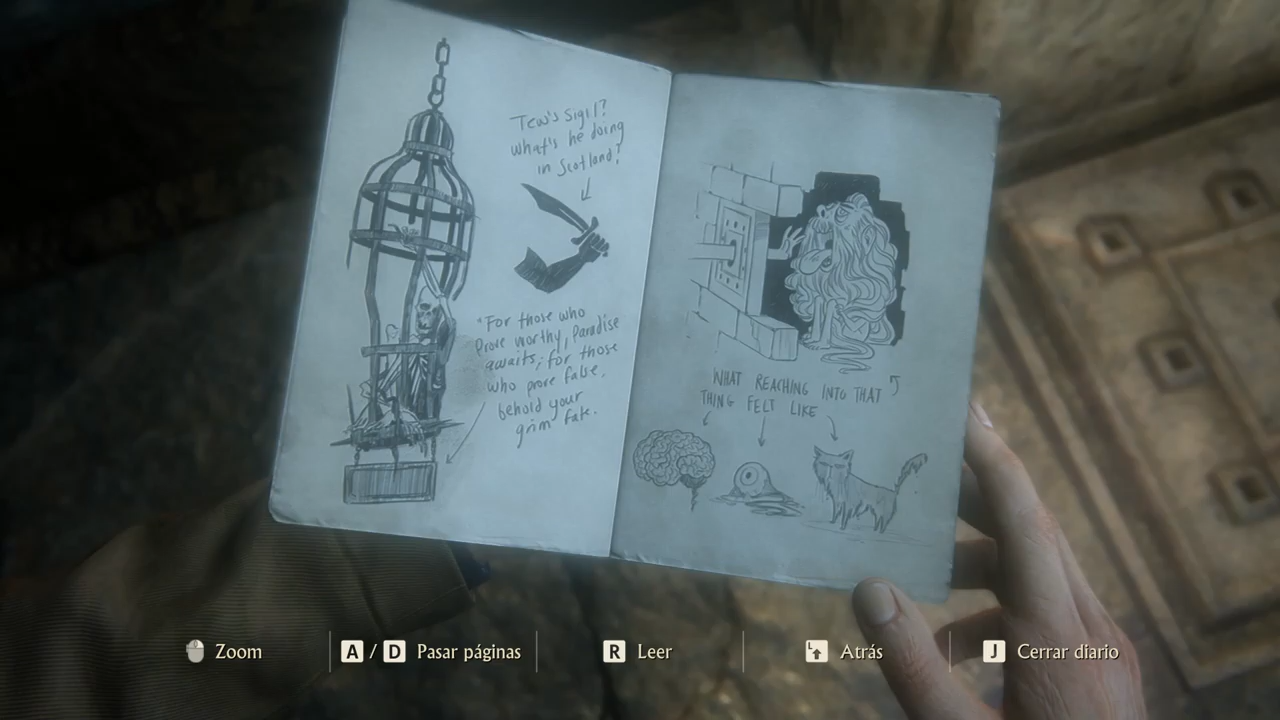 Tew's Sigil?
what's he doing
in Scotland?
"For those who
prove worthy, paradise
awaits; for those
who prove false,
behold your
grim fate.
WHAT REACHING INTO THAT
THING FELT LIKE
Zoom
A / D Pasar páginas
R Leer
L Atrás
J Cerrar diario